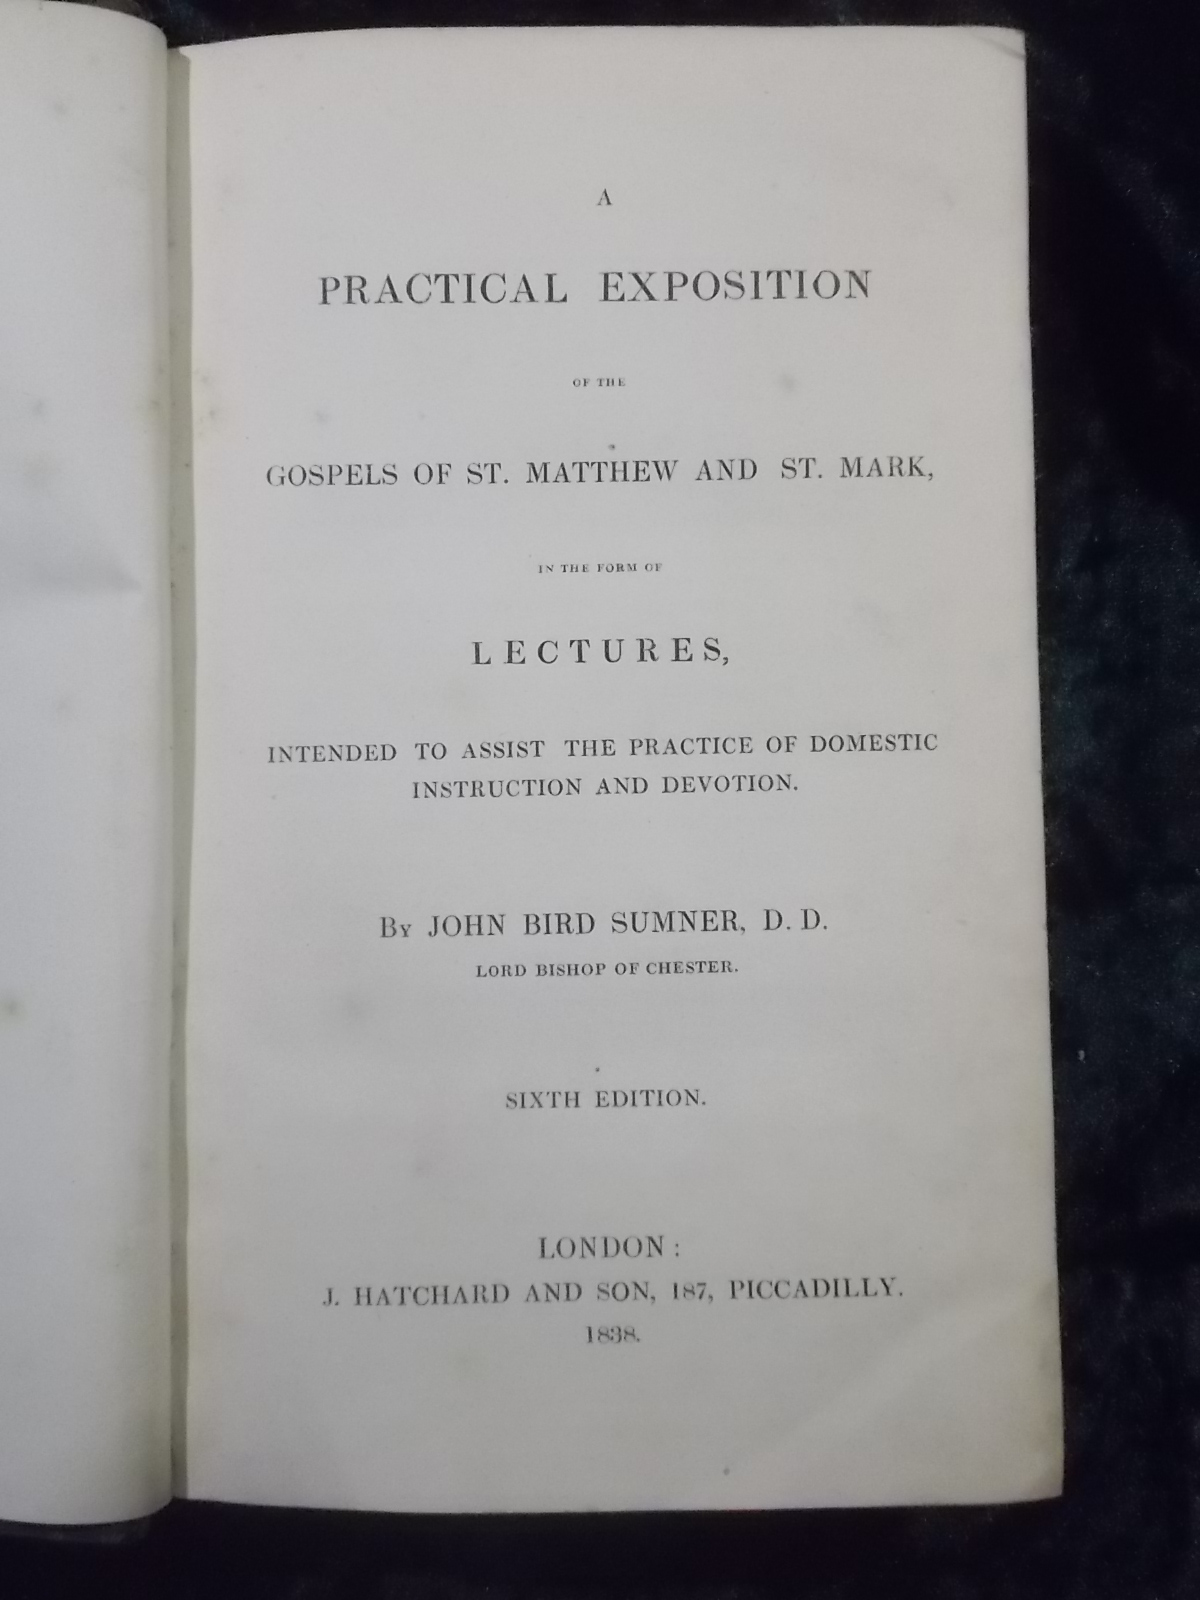 A
PRACTICAL EXPOSITION
OF THE
GOSPELS OF ST. MATTHEW AND ST. MARK,
IN THE FORM OF
LECTURES,
INTENDED TO ASSIST THE PRACTICE OF DOMESTIC
INSTRUCTION AND DEVOTION.
By JOHN BIRD SUMNER, D. D.
LORD BISHOP OF CHESTER.
SIXTH EDITION.
LONDON :
J. HATCHARD AND SON, 187, PICCADILLY.
1838.